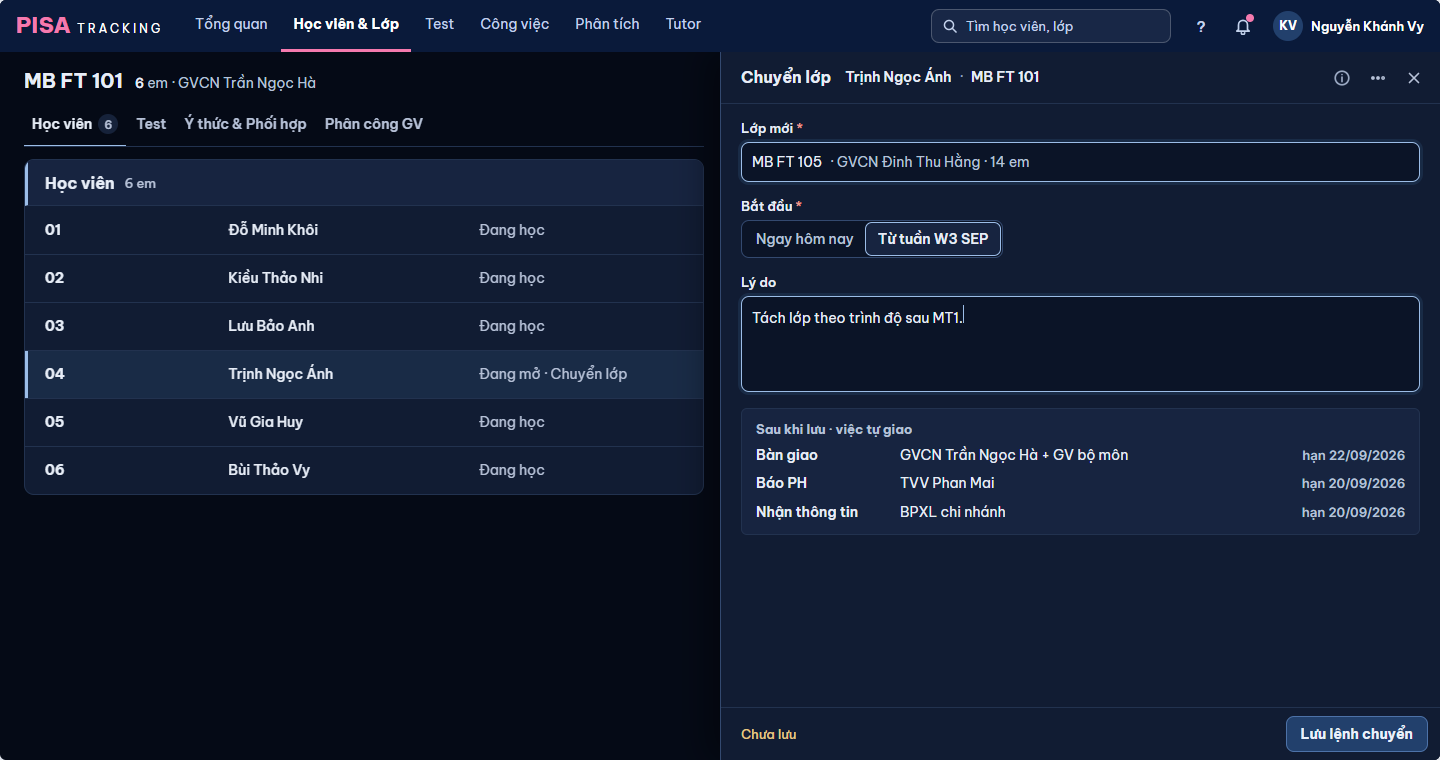 PISA TRACKING Tổng quan Học viên & Lớp Test Công việc Phân tích Tutor Tìm học viên, lớp ? KV Nguyễn Khánh Vy
MB FT 101 6 em · GVCN Trần Ngọc Hà
Học viên 6 Test Ý thức & Phối hợp Phân công GV
Học viên 6 em
01 Đỗ Minh Khôi Đang học
02 Kiều Thảo Nhi Đang học
03 Lưu Bảo Anh Đang học
04 Trịnh Ngọc Ánh Đang mở · Chuyển lớp
05 Vũ Gia Huy Đang học
06 Bùi Thảo Vy Đang học
Chuyển lớp Trịnh Ngọc Ánh · MB FT 101
Lớp mới *
MB FT 105 · GVCN Đinh Thu Hằng · 14 em
Bắt đầu *
Ngay hôm nay Từ tuần W3 SEP
Lý do
Tách lớp theo trình độ sau MT1.
Sau khi lưu · việc tự giao
Bàn giao GVCN Trần Ngọc Hà + GV bộ môn hạn 22/09/2026
Báo PH TVV Phan Mai hạn 20/09/2026
Nhận thông tin BPXL chi nhánh hạn 20/09/2026
Chưa lưu Lưu lệnh chuyển